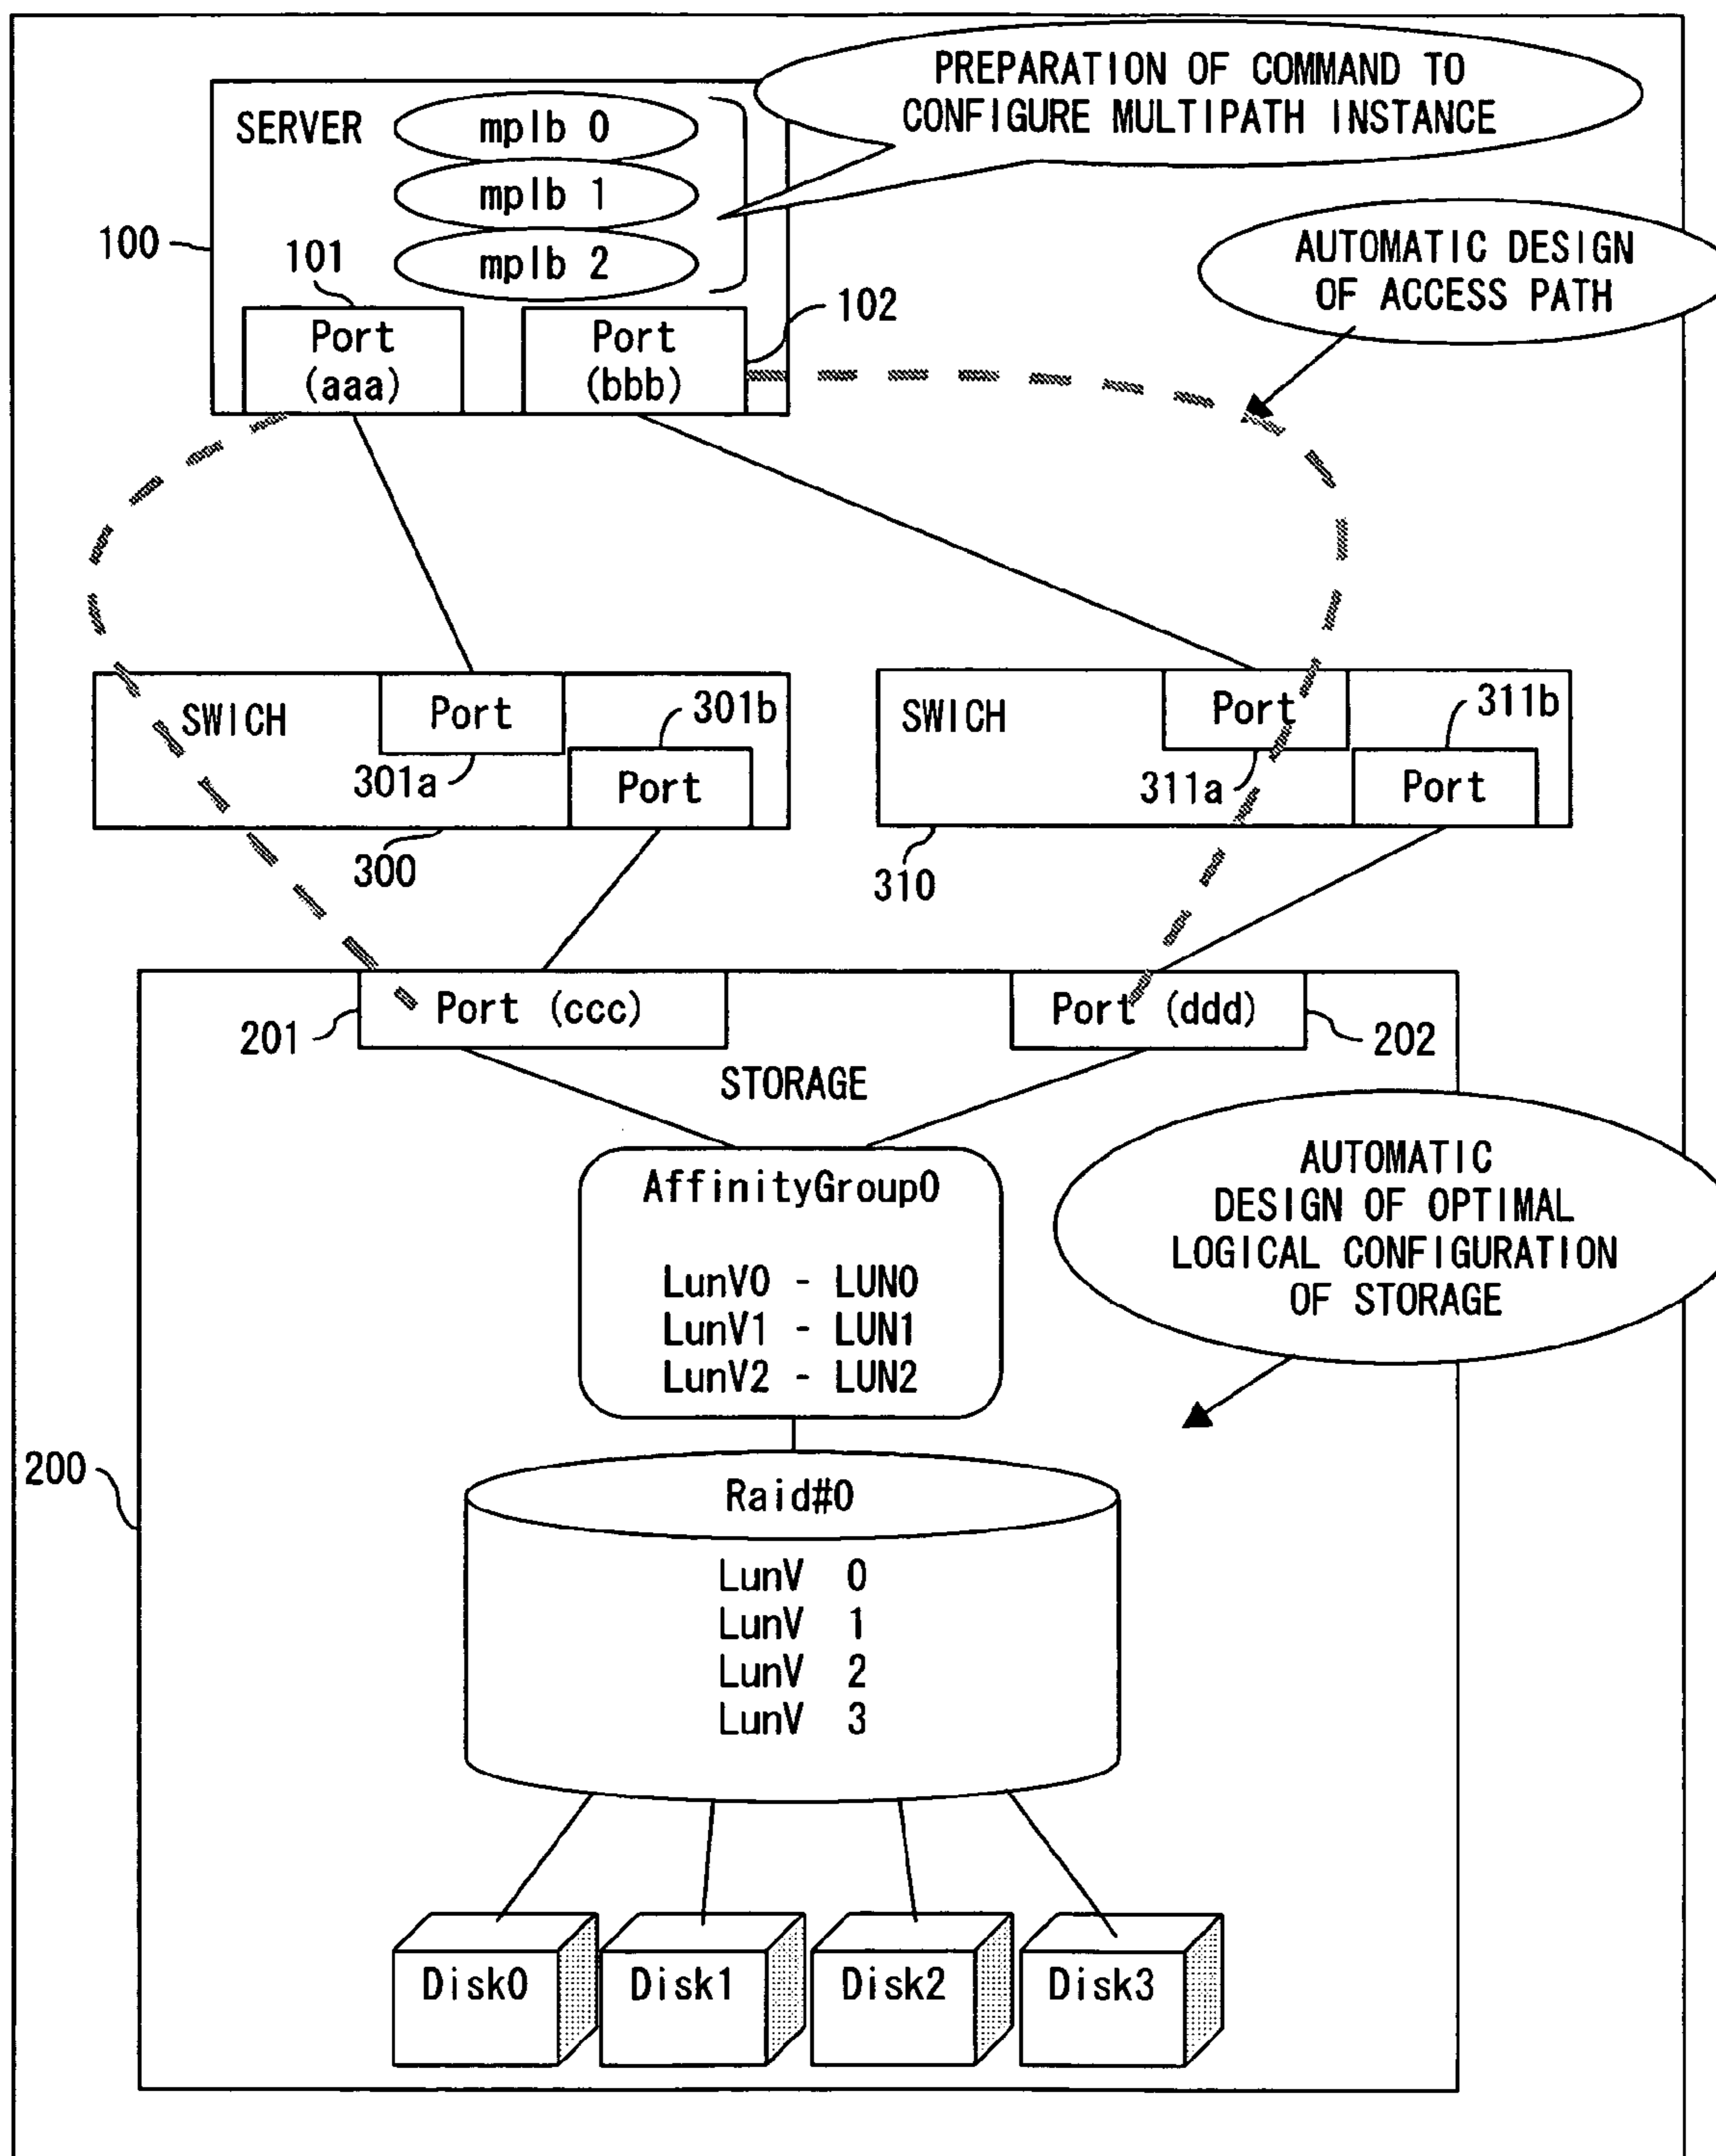 PREPARATION OF COMMAND TO
CONFIGURE MULTIPATH INSTANCE
SERVER
mplb 0
mplb 1
mplb 2
100
101
102
AUTOMATIC DESIGN
OF ACCESS PATH
Port
(aaa)
Port
(bbb)
SWICH
Port
301b
301a
Port
300
SWICH
Port
311b
311a
Port
310
Port (ccc)
201
Port (ddd)
202
STORAGE
AffinityGroup0
LunV0 - LUN0
LunV1 - LUN1
LunV2 - LUN2
AUTOMATIC
DESIGN OF OPTIMAL
LOGICAL CONFIGURATION
OF STORAGE
200
Raid#0
LunV 0
LunV 1
LunV 2
LunV 3
Disk0
Disk1
Disk2
Disk3